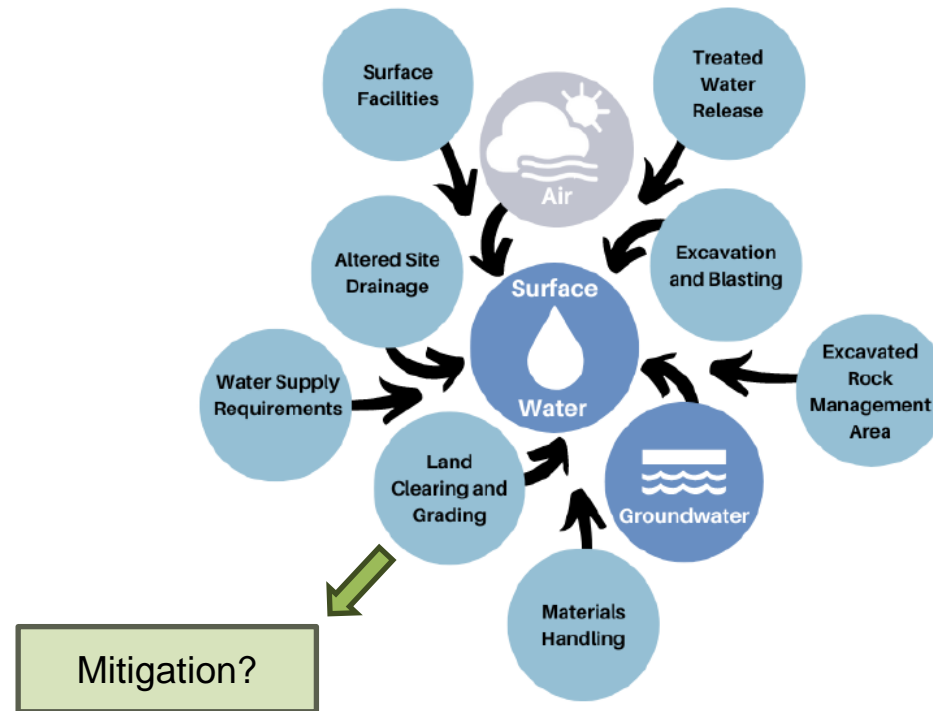 Surface
Facilities
Treated
Water
Release
Air
Altered Site
Drainage
Excavation
and Blasting
Surface
Water
Water Supply
Requirements
Excavated
Rock
Management
Area
Land
Clearing and
Grading
Groundwater
Materials
Handling
Mitigation?